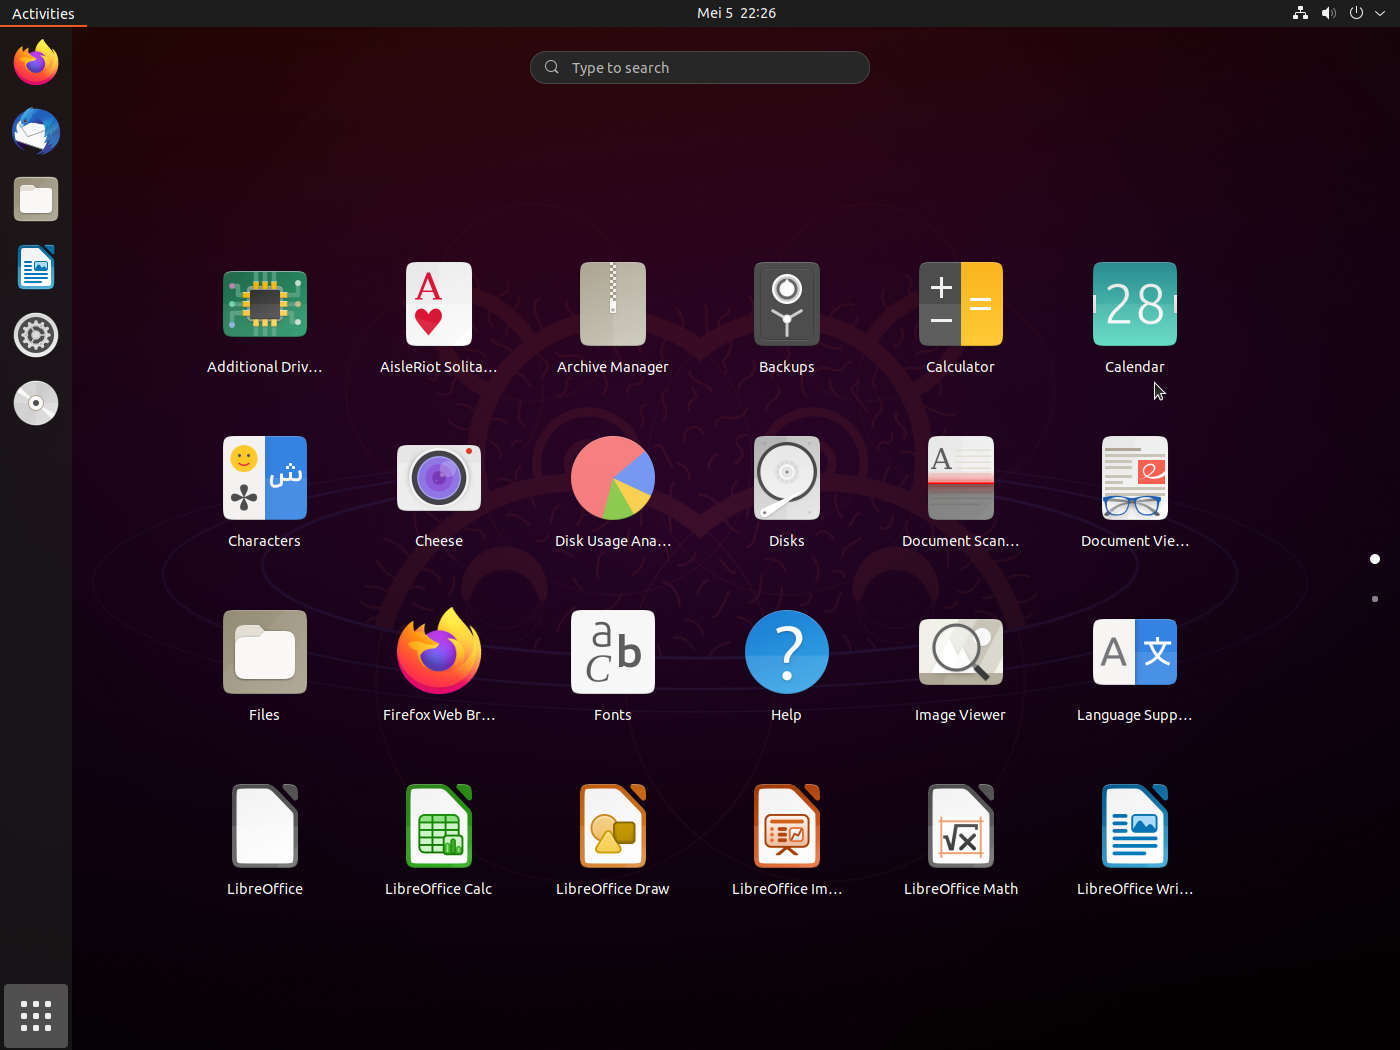 Activities
Mei 5 22:26
Type to search
Additional Driv...
AisleRiot Solita...
Archive Manager
Backups
Calculator
28
Calendar
Characters
Cheese
Disk Usage Ana...
Disks
Document Scan...
Document Vie...
Files
Firefox Web Br...
Fonts
Help
Image Viewer
Language Supp...
LibreOffice
LibreOffice Calc
LibreOffice Draw
LibreOffice Im...
LibreOffice Math
LibreOffice Wri...